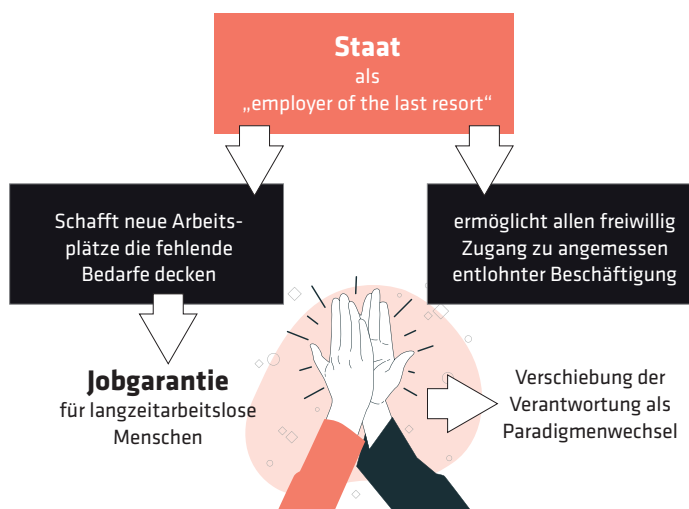 Staat
als
„employer of the last resort“
Schafft neue Arbeits-
plätze die fehlende
Bedarfe decken
ermöglicht allen freiwillig
Zugang zu angemessen
entlohnter Beschäftigung
Jobgarantie
für langzeitarbeitslose
Menschen
Verschiebung der
Verantwortung als
Paradigmenwechsel